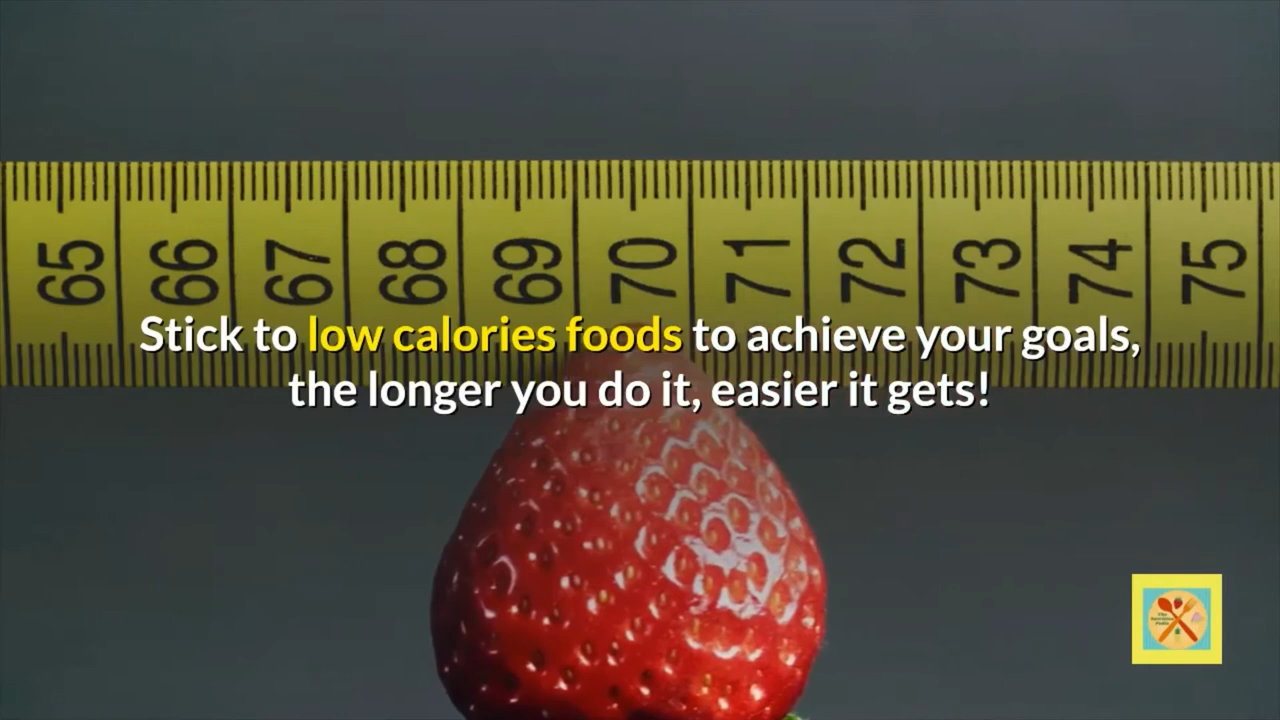 65 66 67 68 69 70 71 72 73 74 75
Stick to low calories foods to achieve your goals,
the longer you do it, easier it gets!